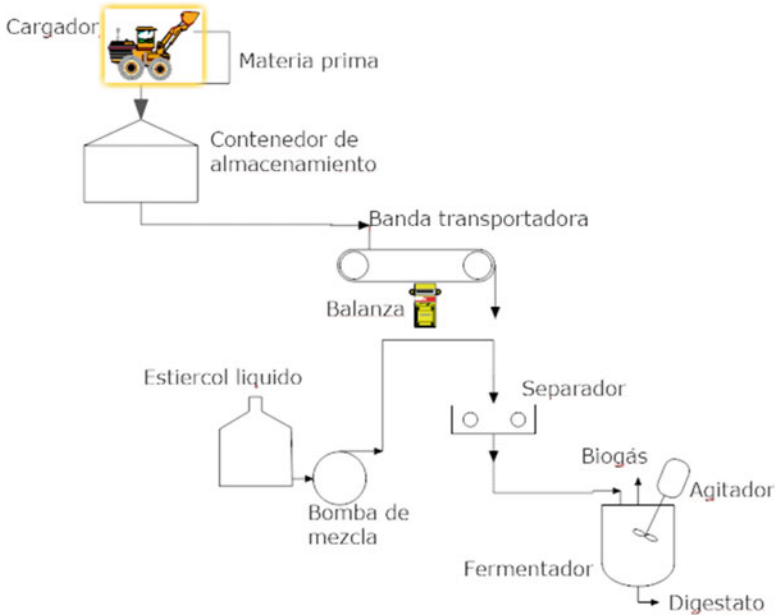 Cargador
Materia prima
Contenedor de
almacenamiento
Banda transportadora
Balanza
Estiercol liquido
Separador
Bomba de
mezcla
Biogás
Agitador
Fermentador
Digestato